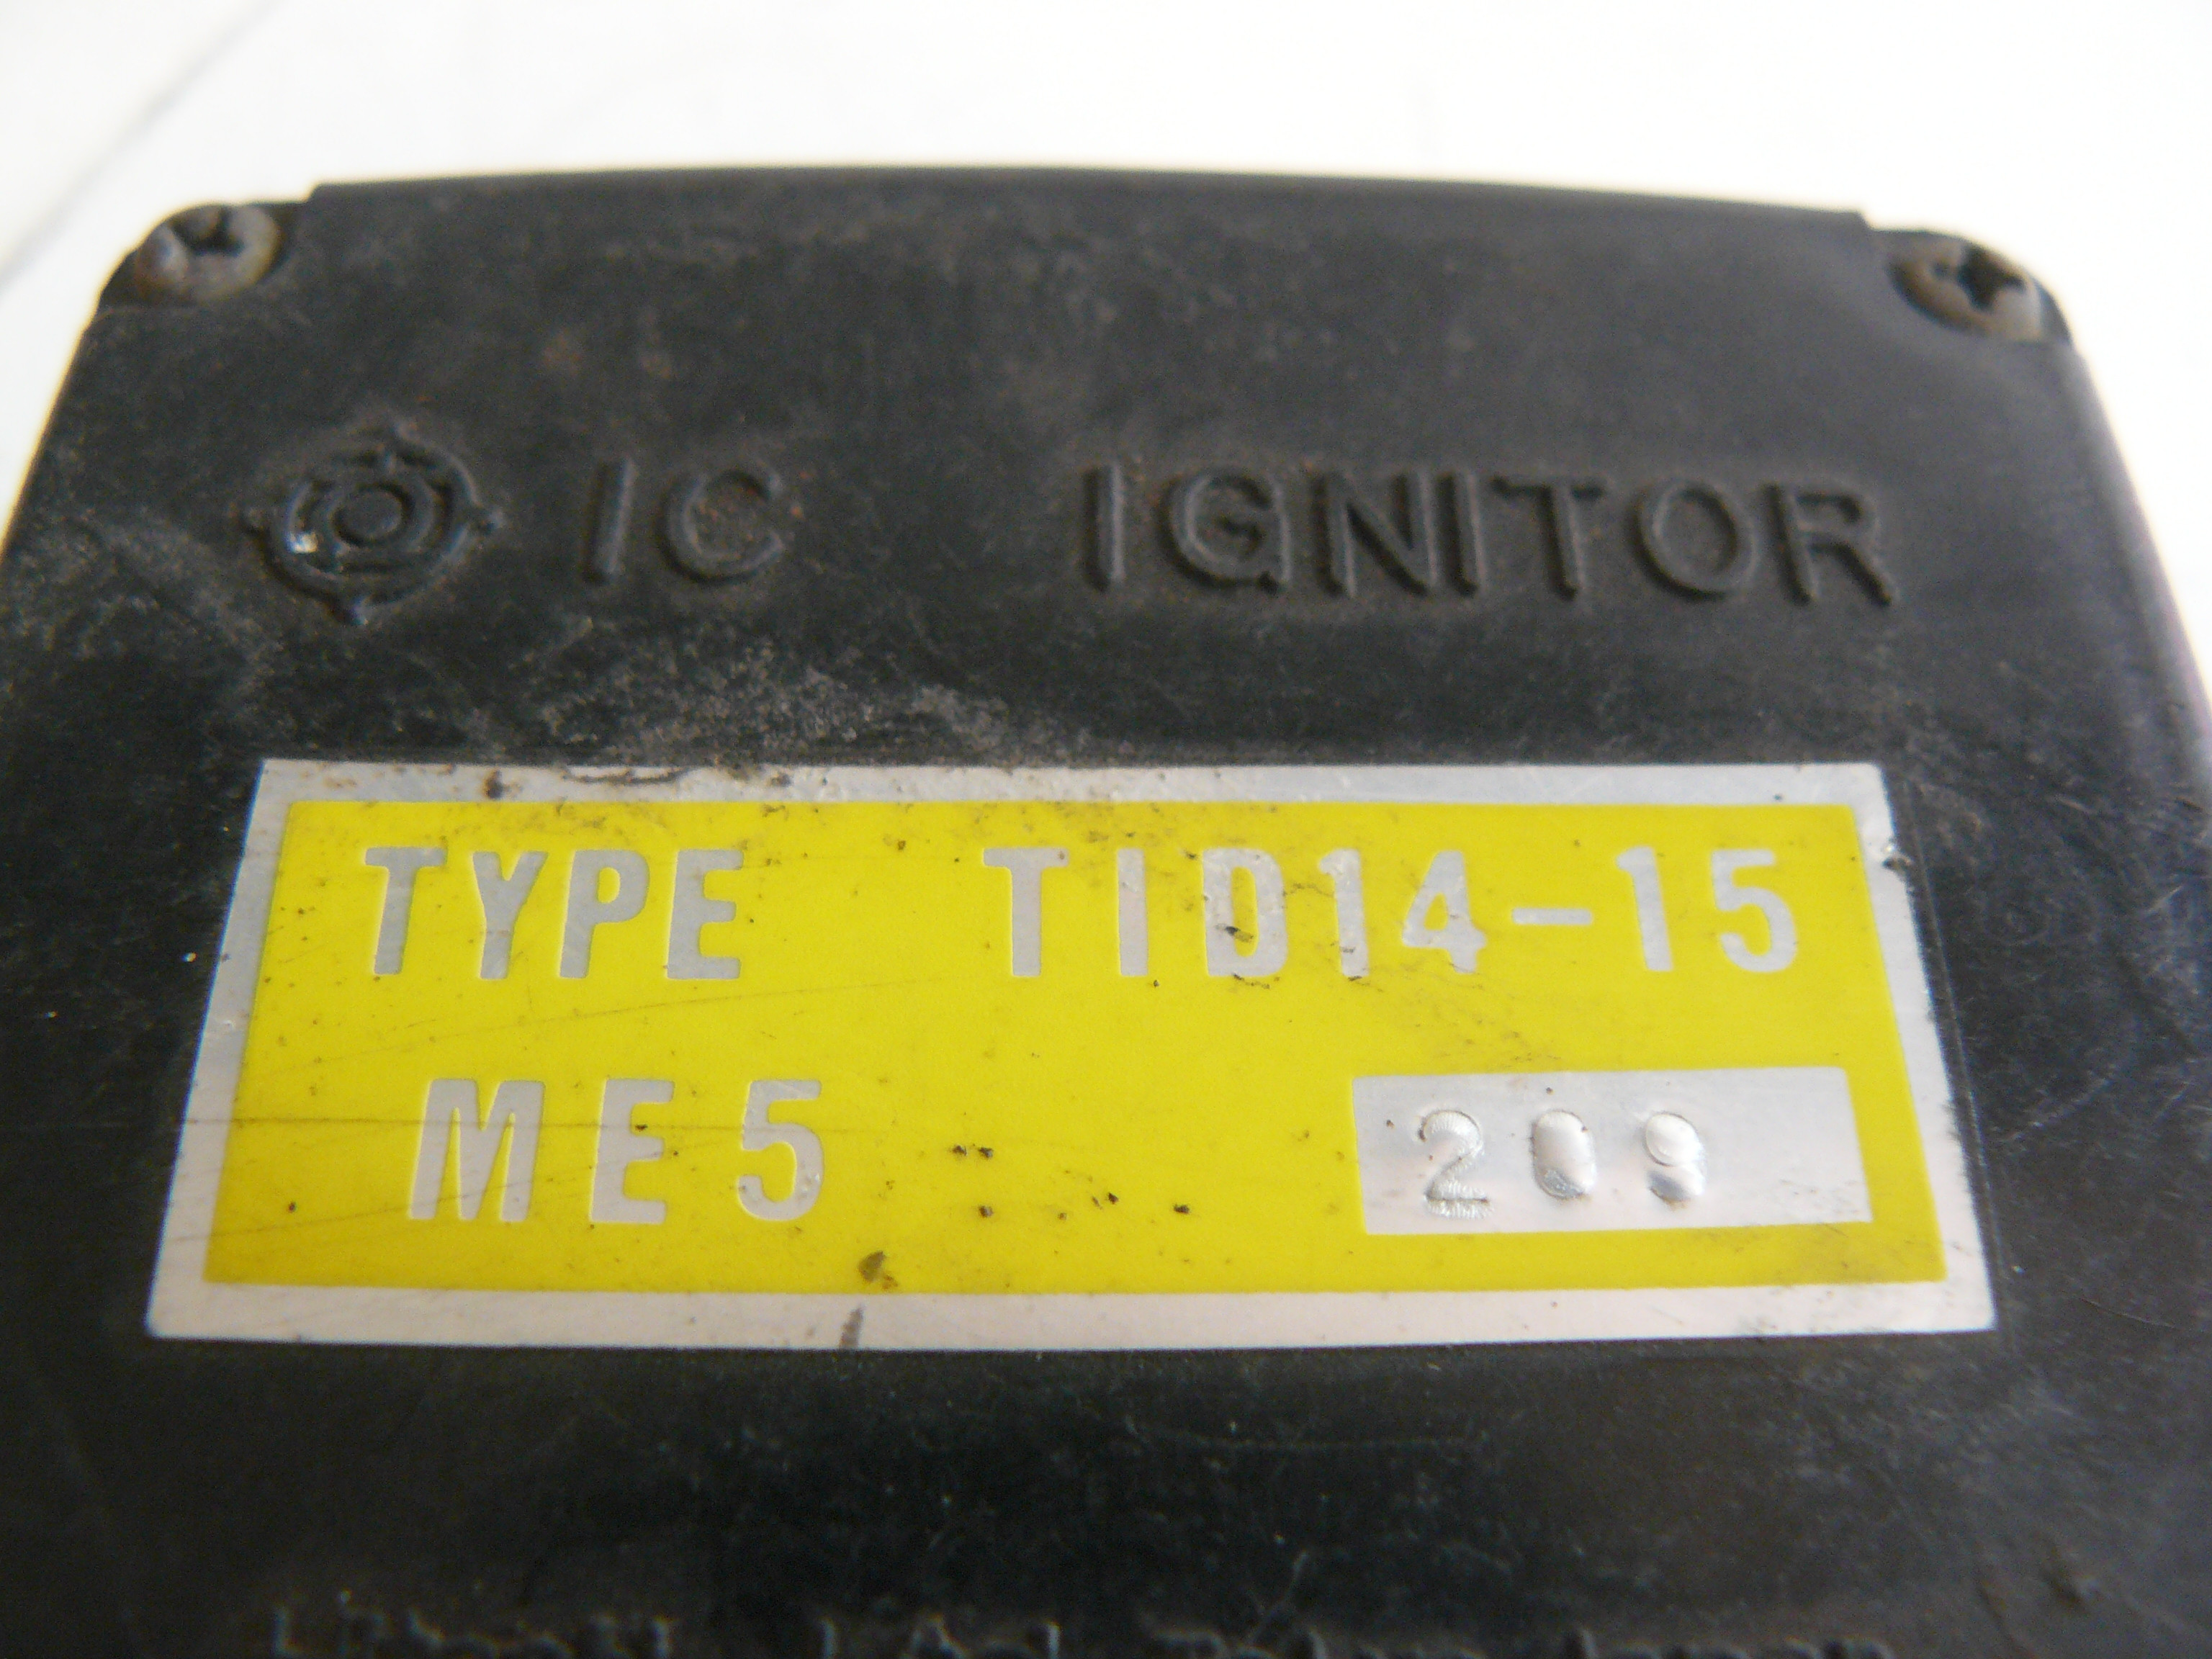 IC IGNITOR
TYPE TID14-15
ME5 209